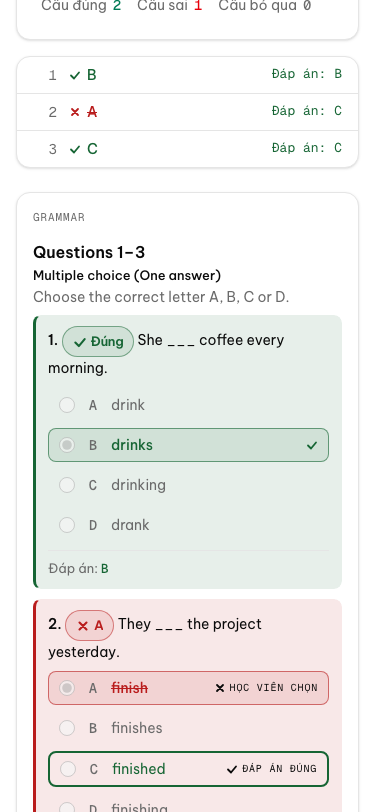 Câu đúng 2 Câu sai 1 Câu bỏ qua 0
1 B Đáp án: B
2 A Đáp án: C
3 C Đáp án: C
GRAMMAR
Questions 1–3
Multiple choice (One answer)
Choose the correct letter A, B, C or D.
1. Đúng She ___ coffee every
morning.
A drink
B drinks
C drinking
D drank
Đáp án: B
2. A They ___ the project
yesterday.
A finish HỌC VIÊN CHỌN
B finishes
C finished ĐÁP ÁN ĐÚNG
D finishing